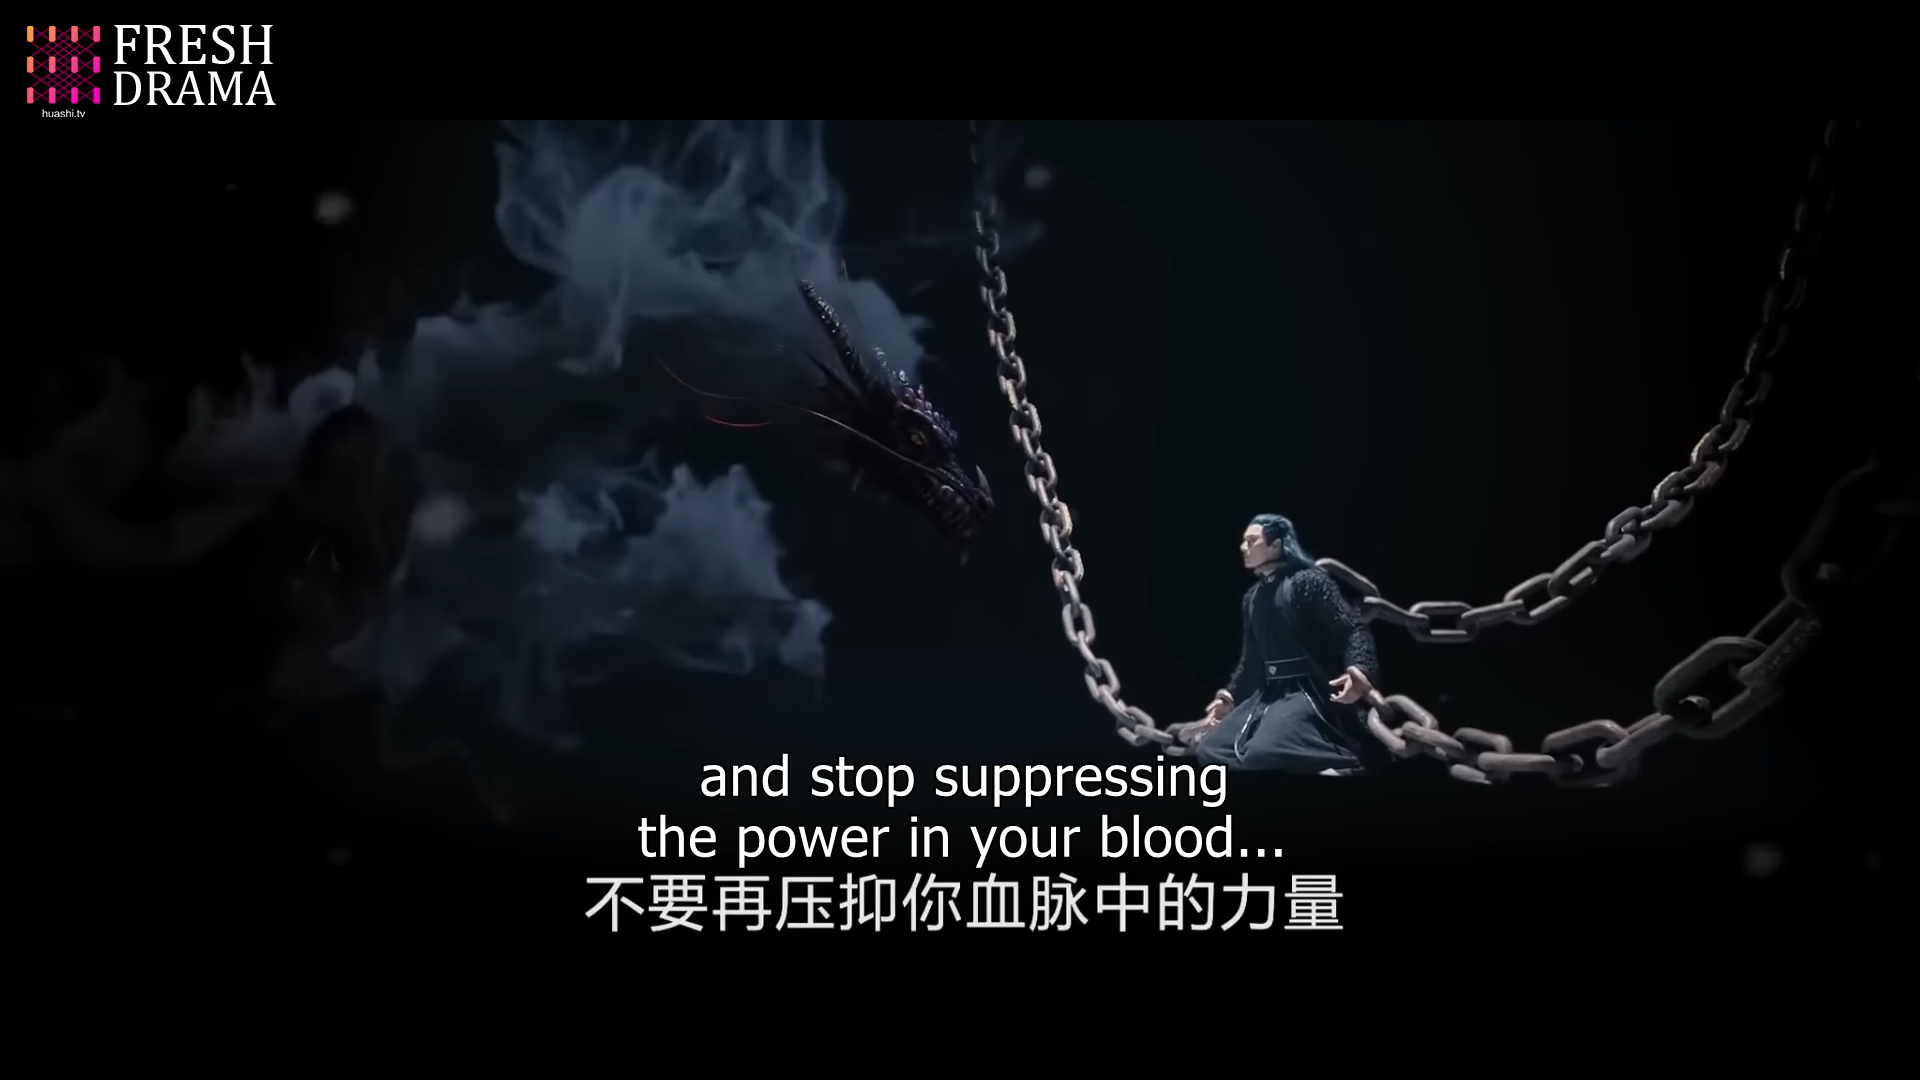 FRESH
DRAMA
huashi.tv
and stop suppressing
the power in your blood...
不要再压抑你血脉中的力量